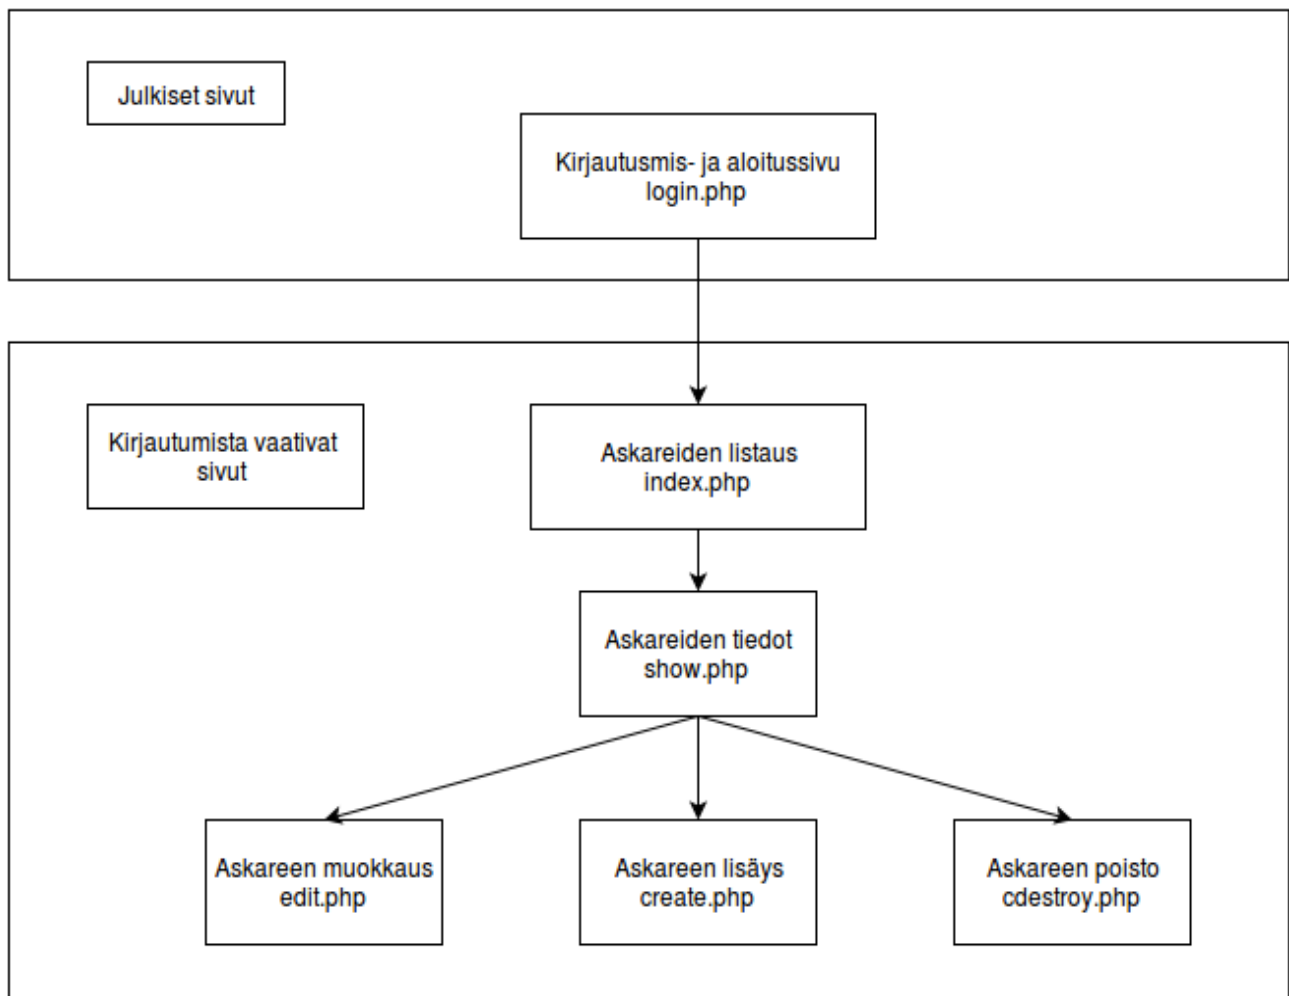 Julkiset sivut
Kirjautusmis- ja aloitussivu
login.php
Kirjautumista vaativat
sivut
Askareiden listaus
index.php
Askareiden tiedot
show.php
Askareen muokkaus
edit.php
Askareen lisäys
create.php
Askareen poisto
cdestroy.php